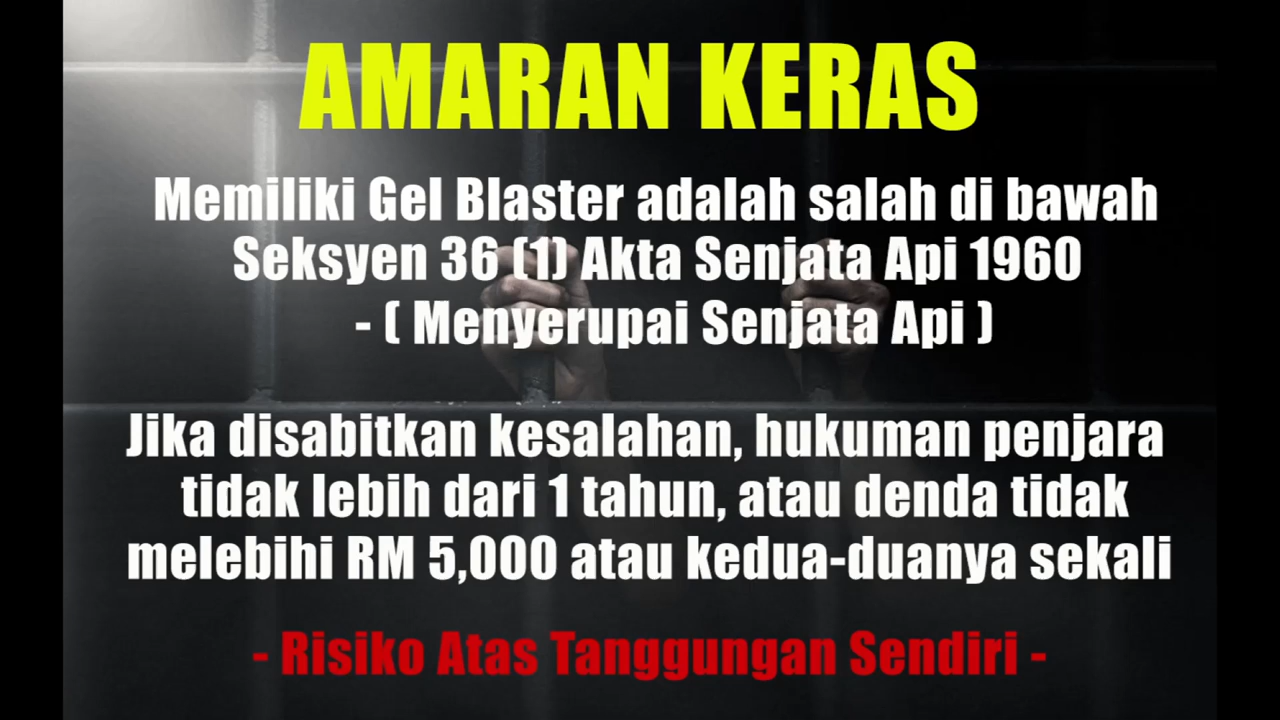 AMARAN KERAS
Memiliki Gel Blaster adalah salah di bawah
Seksyen 36 (1) Akta Senjata Api 1960
- ( Menyerupai Senjata Api )
Jika disabitkan kesalahan, hukuman penjara
tidak lebih dari 1 tahun, atau denda tidak
melebihi RM 5,000 atau kedua-duanya sekali
- Risiko Atas Tanggungan Sendiri -